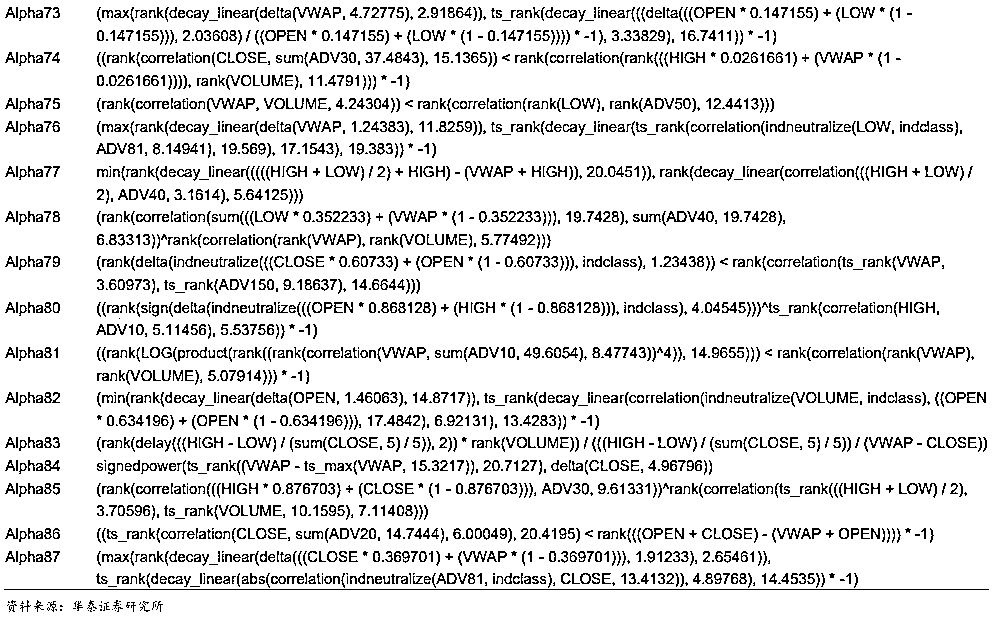 Alpha73 (max(rank(decay_linear(delta(VWAP, 4.72775), 2.91864)), ts_rank(decay_linear(((delta(((OPEN * 0.147155) + (LOW * (1 -
0.147155))), 2.03608) / ((OPEN * 0.147155) + (LOW * (1 - 0.147155)))) * -1), 3.33829), 16.7411)) * -1)
Alpha74 ((rank(correlation(CLOSE, sum(ADV30, 37.4843), 15.1365)) < rank(correlation(rank(((HIGH * 0.0261661) + (VWAP * (1 -
0.0261661)))), rank(VOLUME), 11.4791))) * -1)
Alpha75 (rank(correlation(VWAP, VOLUME, 4.24304)) < rank(correlation(rank(LOW), rank(ADV50), 12.4413)))
Alpha76 (max(rank(decay_linear(delta(VWAP, 1.24383), 11.8259)), ts_rank(decay_linear(ts_rank(correlation(indneutralize(LOW, indclass),
ADV81, 8.14941), 19.569), 17.1543), 19.383)) * -1)
Alpha77 min(rank(decay_linear(((((HIGH + LOW) / 2) + HIGH) - (VWAP + HIGH)), 20.0451)), rank(decay_linear(correlation(((HIGH + LOW) /
2), ADV40, 3.1614), 5.64125)))
Alpha78 (rank(correlation(sum(((LOW * 0.352233) + (VWAP * (1 - 0.352233))), 19.7428), sum(ADV40, 19.7428),
6.83313))^rank(correlation(rank(VWAP), rank(VOLUME), 5.77492)))
Alpha79 (rank(delta(indneutralize(((CLOSE * 0.60733) + (OPEN * (1 - 0.60733))), indclass), 1.23438)) < rank(correlation(ts_rank(VWAP,
3.60973), ts_rank(ADV150, 9.18637), 14.6644)))
Alpha80 ((rank(sign(delta(indneutralize(((OPEN * 0.868128) + (HIGH * (1 - 0.868128))), indclass), 4.04545)))^ts_rank(correlation(HIGH,
ADV10, 5.11456), 5.53756)) * -1)
Alpha81 ((rank(LOG(product(rank((rank(correlation(VWAP, sum(ADV10, 49.6054), 8.47743))^4)), 14.9655))) < rank(correlation(rank(VWAP),
rank(VOLUME), 5.07914))) * -1)
Alpha82 (min(rank(decay_linear(delta(OPEN, 1.46063), 14.8717)), ts_rank(decay_linear(correlation(indneutralize(VOLUME, indclass), ((OPEN
* 0.634196) + (OPEN * (1 - 0.634196))), 17.4842), 6.92131), 13.4283)) * -1)
Alpha83 (rank(delay(((HIGH - LOW) / (sum(CLOSE, 5) / 5)), 2)) * rank(VOLUME)) / (((HIGH - LOW) / (sum(CLOSE, 5) / 5)) / (VWAP - CLOSE))
Alpha84 signedpower(ts_rank((VWAP - ts_max(VWAP, 15.3217)), 20.7127), delta(CLOSE, 4.96796))
Alpha85 (rank(correlation(((HIGH * 0.876703) + (CLOSE * (1 - 0.876703))), ADV30, 9.61331))^rank(correlation(ts_rank(((HIGH + LOW) / 2),
3.70596), ts_rank(VOLUME, 10.1595), 7.11408)))
Alpha86 ((ts_rank(correlation(CLOSE, sum(ADV20, 14.7444), 6.00049), 20.4195) < rank(((OPEN + CLOSE) - (VWAP + OPEN)))) * -1)
Alpha87 (max(rank(decay_linear(delta(((CLOSE * 0.369701) + (VWAP * (1 - 0.369701))), 1.91233), 2.65461)),
ts_rank(decay_linear(abs(correlation(indneutralize(ADV81, indclass), CLOSE, 13.4132)), 4.89768), 14.4535)) * -1)
资料来源：华泰证券研究所